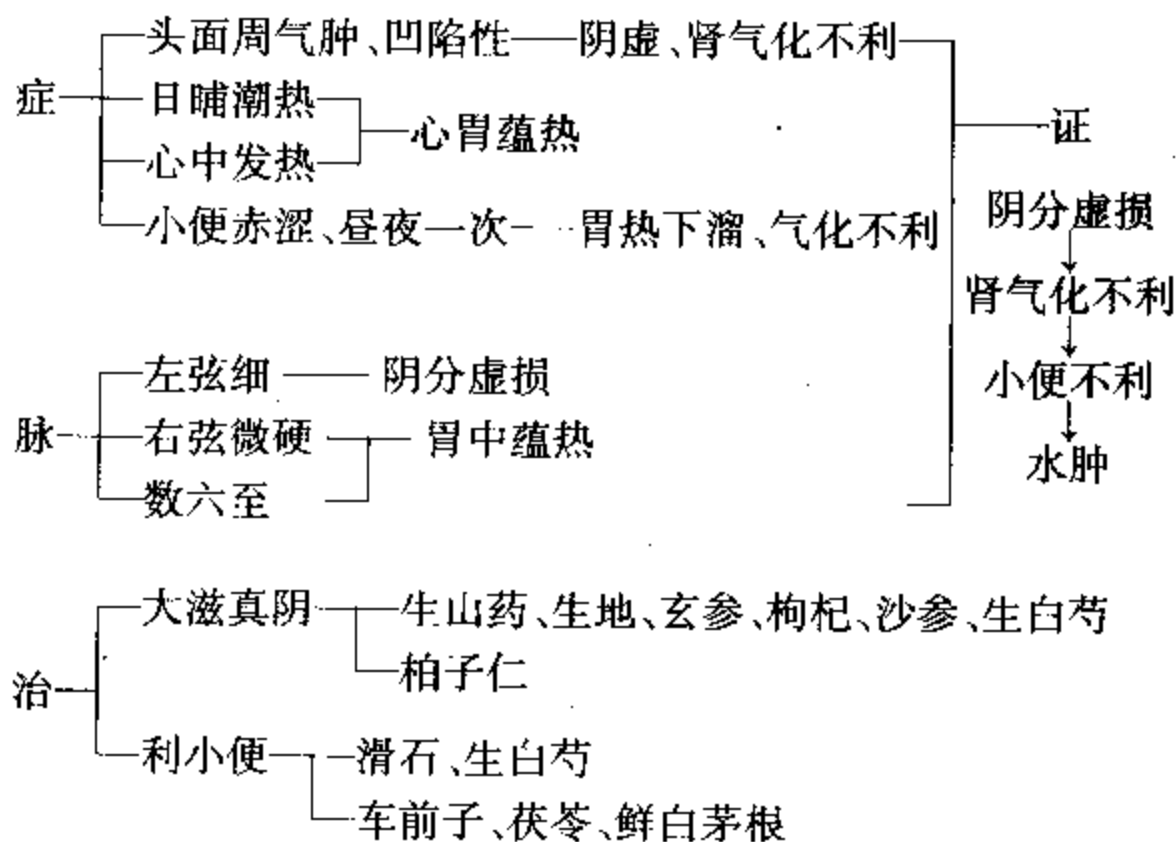 头面周气肿、凹陷性 阴虚、肾气化不利
症 日晡潮热
心中发热 心胃蕴热
小便赤涩、昼夜一次 胃热下溜、气化不利
左弦细 阴分虚损
脉 右弦微硬 胃中蕴热
数六至
证
阴分虚损
肾气化不利
小便不利
水肿
大滋真阴 生山药、生地、玄参、枸杞、沙参、生白芍
柏子仁
治
利小便 滑石、生白芍
车前子、茯苓、鲜白茅根